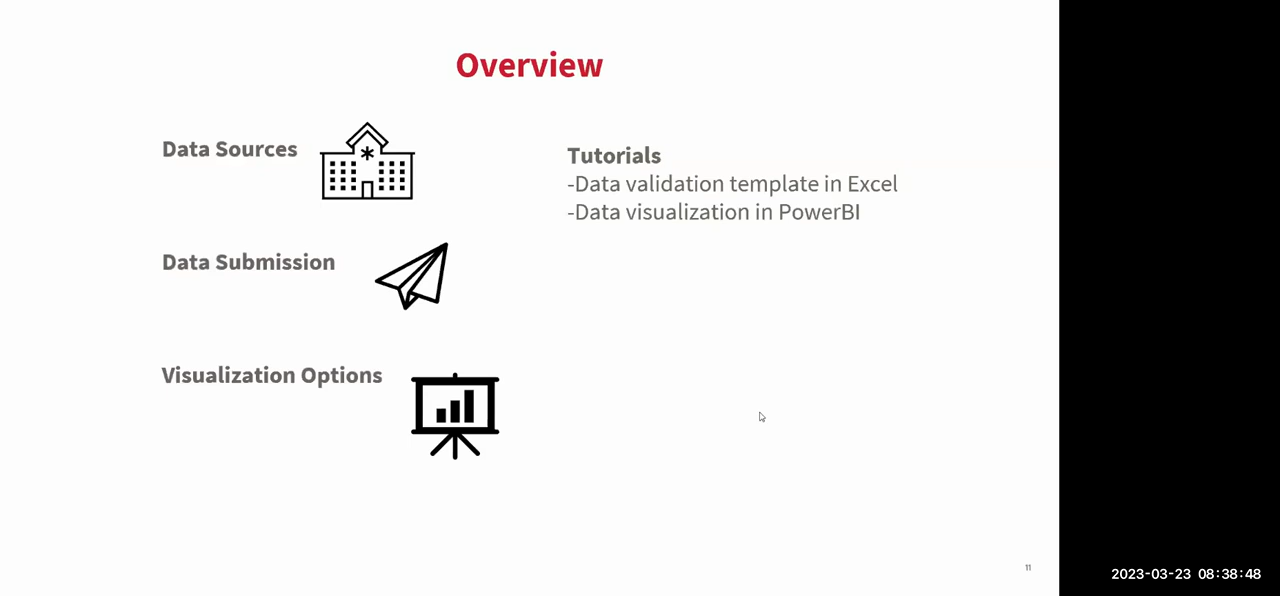 Overview
Data Sources
Data Submission
Visualization Options
Tutorials
-Data validation template in Excel
-Data visualization in PowerBI
11
2023-03-23 08:38:48